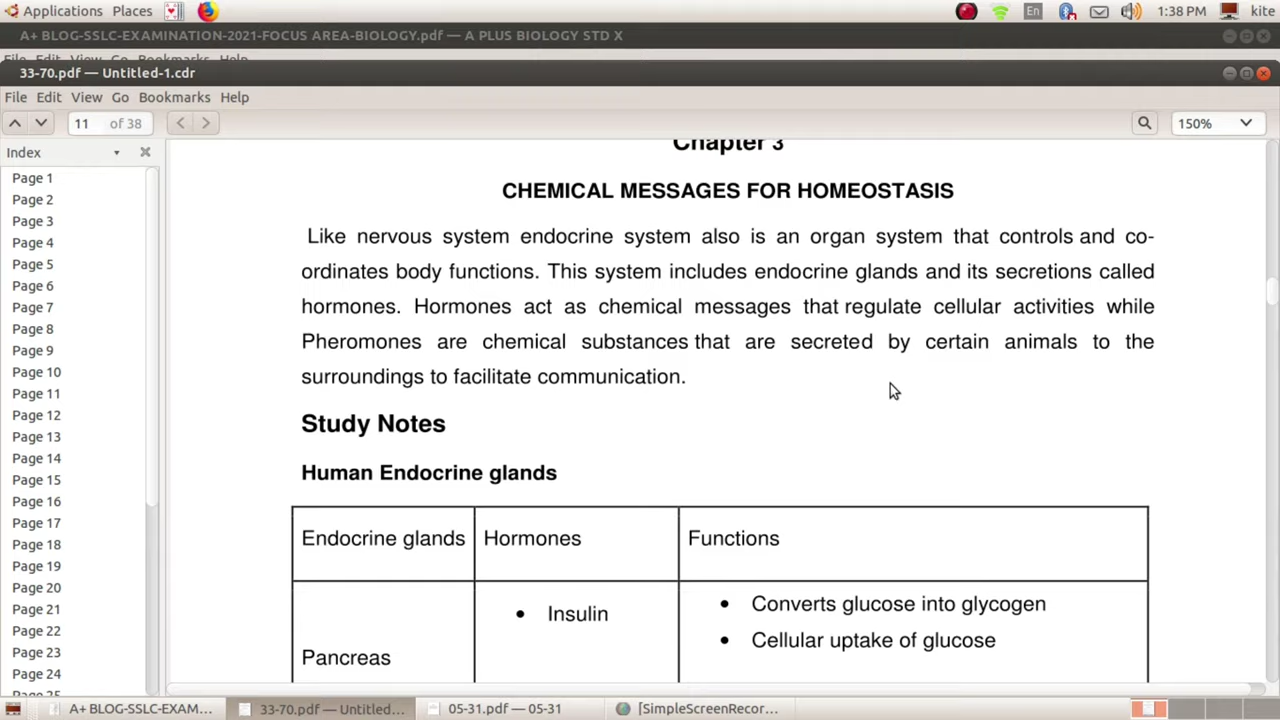 Applications Places En 1:38 PM kite
A+ BLOG-SSLC-EXAMINATION-2021-FOCUS AREA-BIOLOGY.pdf — A PLUS BIOLOGY STD X
File Edit View Go Bookmarks Help
33-70.pdf — Untitled-1.cdr
File Edit View Go Bookmarks Help
11 of 38 150%
Index
Page 1
Page 2
Page 3
Page 4
Page 5
Page 6
Page 7
Page 8
Page 9
Page 10
Page 11
Page 12
Page 13
Page 14
Page 15
Page 16
Page 17
Page 18
Page 19
Page 20
Page 21
Page 22
Page 23
Page 24
Page 25
Chapter 3
CHEMICAL MESSAGES FOR HOMEOSTASIS
Like nervous system endocrine system also is an organ system that controls and co-
ordinates body functions. This system includes endocrine glands and its secretions called
hormones. Hormones act as chemical messages that regulate cellular activities while
Pheromones are chemical substances that are secreted by certain animals to the
surroundings to facilitate communication.
Study Notes
Human Endocrine glands
Endocrine glands Hormones Functions
• Insulin
• Converts glucose into glycogen
• Cellular uptake of glucose
Pancreas
A+ BLOG-SSLC-EXAM... 33-70.pdf — Untitled... 05-31.pdf — 05-31 [SimpleScreenRecor...